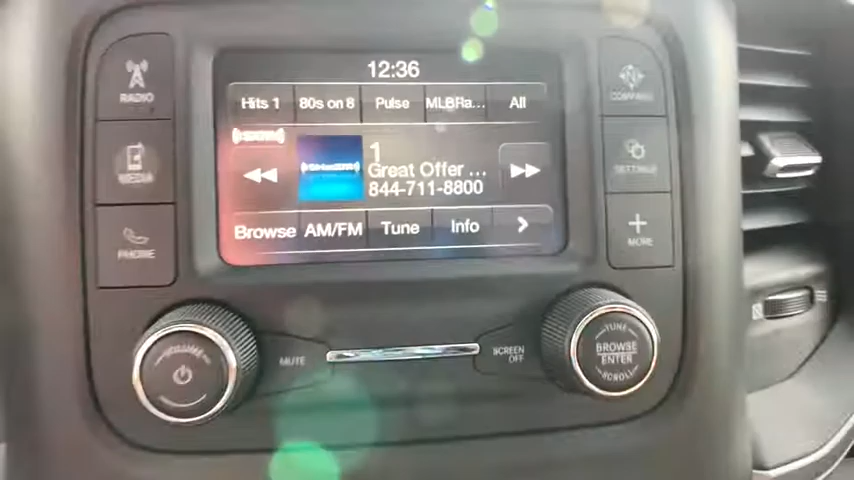 12:36
RADIO
Hits 1 80s on 8 Pulse MLBRa... All
COMPASS
((SiriusXM))
1
((SiriusXM))
Great Offer ...
844-711-8800
MEDIA
SETTINGS
Browse AM/FM Tune Info
PHONE
MORE
VOLUME
MUTE
SCREEN
OFF
TUNE
BROWSE
ENTER
SCROLL